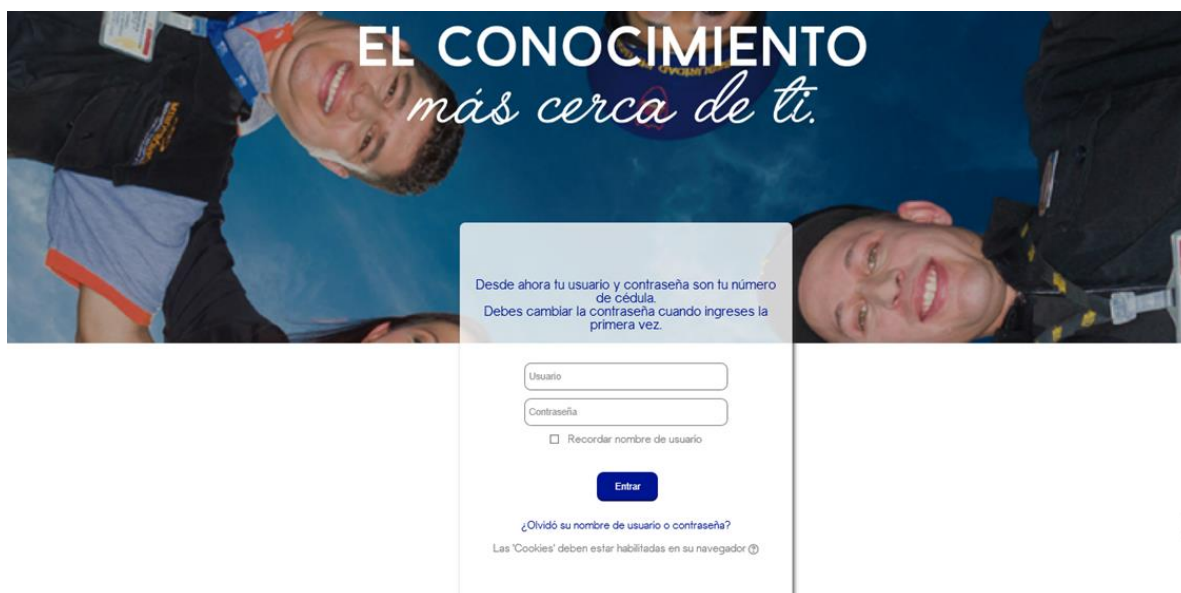 EL CONOCIMIENTO
más cerca de ti.
Desde ahora tu usuario y contraseña son tu número
de cédula.
Debes cambiar la contraseña cuando ingreses la
primera vez.
Usuario
Contraseña
Recordar nombre de usuario
Entrar
¿Olvidó su nombre de usuario o contraseña?
Las 'Cookies' deben estar habilitadas en su navegador